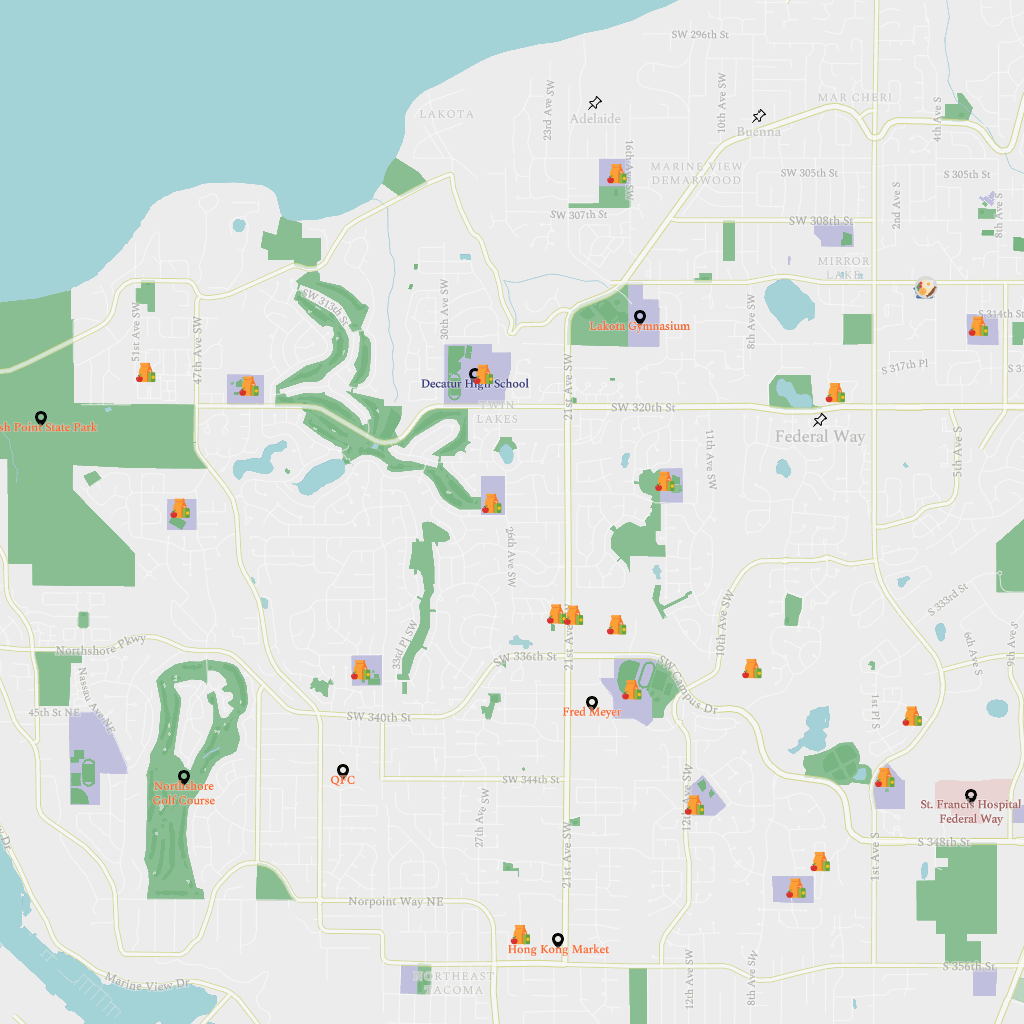 SW 296th St
MAR CHERI
LAKOTA
23rd Ave SW
Adelaide
10th Ave SW
Buenna
4th Ave S
19th Ave SW
MARINE VIEW
DEMARWOOD
SW 305th St
S 305th St
SW 307th St
SW 308th St
2nd Ave S
8th Ave S
MIRROR
LAKE
SW 313th St
30th Ave SW
51st Ave SW
47th Ave SW
Lakota Gymnasium
8th Ave SW
S 314th St
S 317th Pl
S 31
Decatur High School
21st Ave SW
TWIN
LAKES
SW 320th St
sh Point State Park
Federal Way
11th Ave SW
5th Ave S
26th Ave SW
S 333rd St
21st Ave SW
10th Ave SW
6th Ave S
9th Ave S
Northshore Pkwy
33rd Pl SW
SW 336th St
SW Campus Dr
Nassau Ave NE
45th St NE
SW 340th St
Fred Meyer
1st Pl S
QFC
SW 344th St
Northshore
Golf Course
12th Ave SW
27th Ave SW
St. Francis Hospital
Federal Way
S 348th St
1st Ave S
21st Ave SW
w Dr
Norpoint Way NE
Hong Kong Market
NORTHEAST
TACOMA
Marine View Dr
12th Ave SW
8th Ave SW
S 356th St